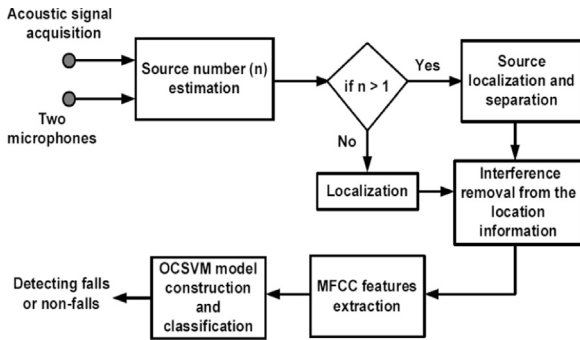 Acoustic signal
acquisition
Two
microphones
Source number (n)
estimation
if n > 1
Yes
No
Source
localization and
separation
Localization
Interference
removal from the
location
information
MFCC features
extraction
OCSVM model
construction
and
classification
Detecting falls
or non-falls